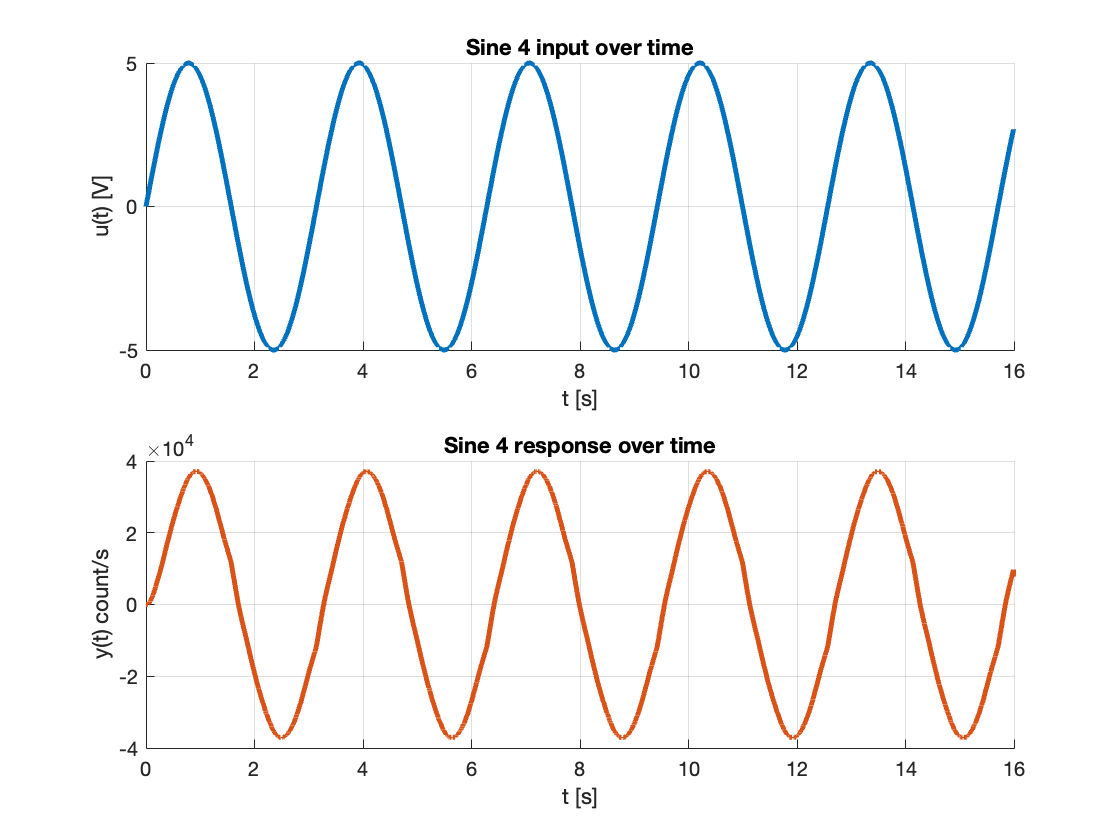 Sine 4 input over time
5
0
-5
u(t) [V]
0 2 4 6 8 10 12 14 16
t [s]
×10^4
Sine 4 response over time
4
2
0
-2
-4
y(t) count/s
0 2 4 6 8 10 12 14 16
t [s]